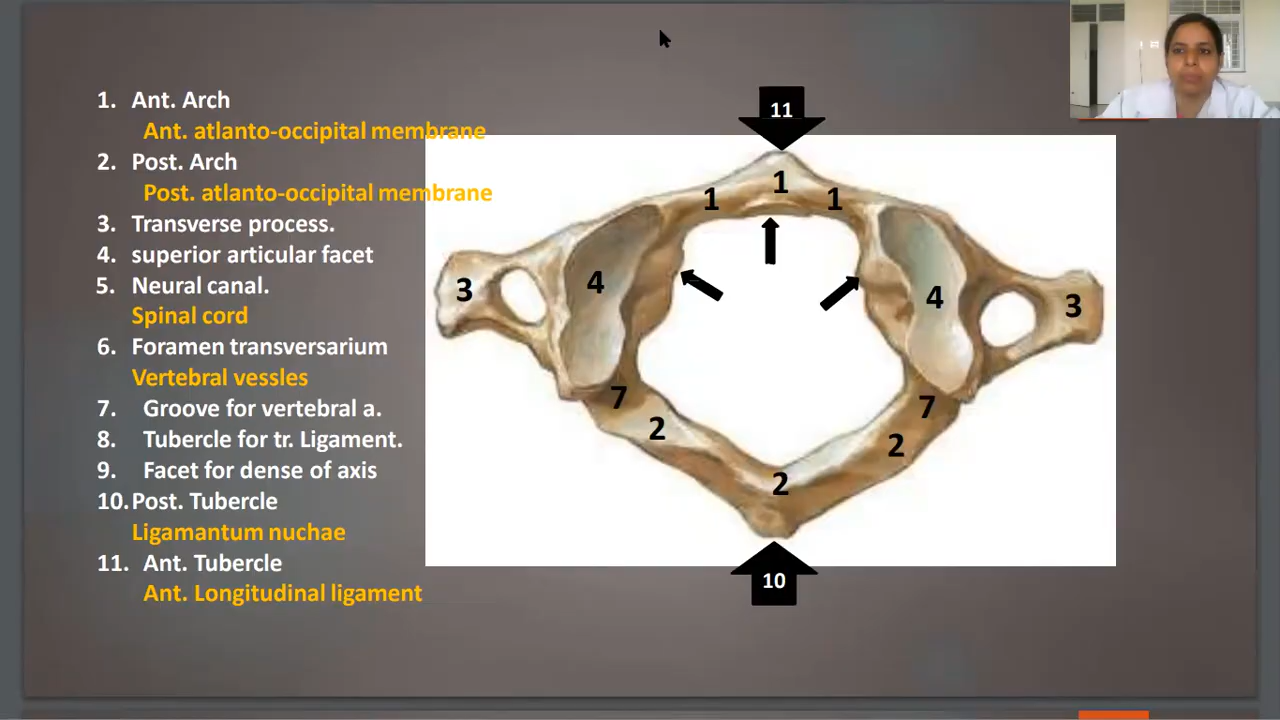 1. Ant. Arch
Ant. atlanto-occipital membrane
2. Post. Arch
Post. atlanto-occipital membrane
3. Transverse process.
4. superior articular facet
5. Neural canal.
Spinal cord
6. Foramen transversarium
Vertebral vessles
7. Groove for vertebral a.
8. Tubercle for tr. Ligament.
9. Facet for dense of axis
10. Post. Tubercle
Ligamantum nuchae
11. Ant. Tubercle
Ant. Longitudinal ligament
11
1 1 1
3 4 4 3
7 7
2 2
2
10